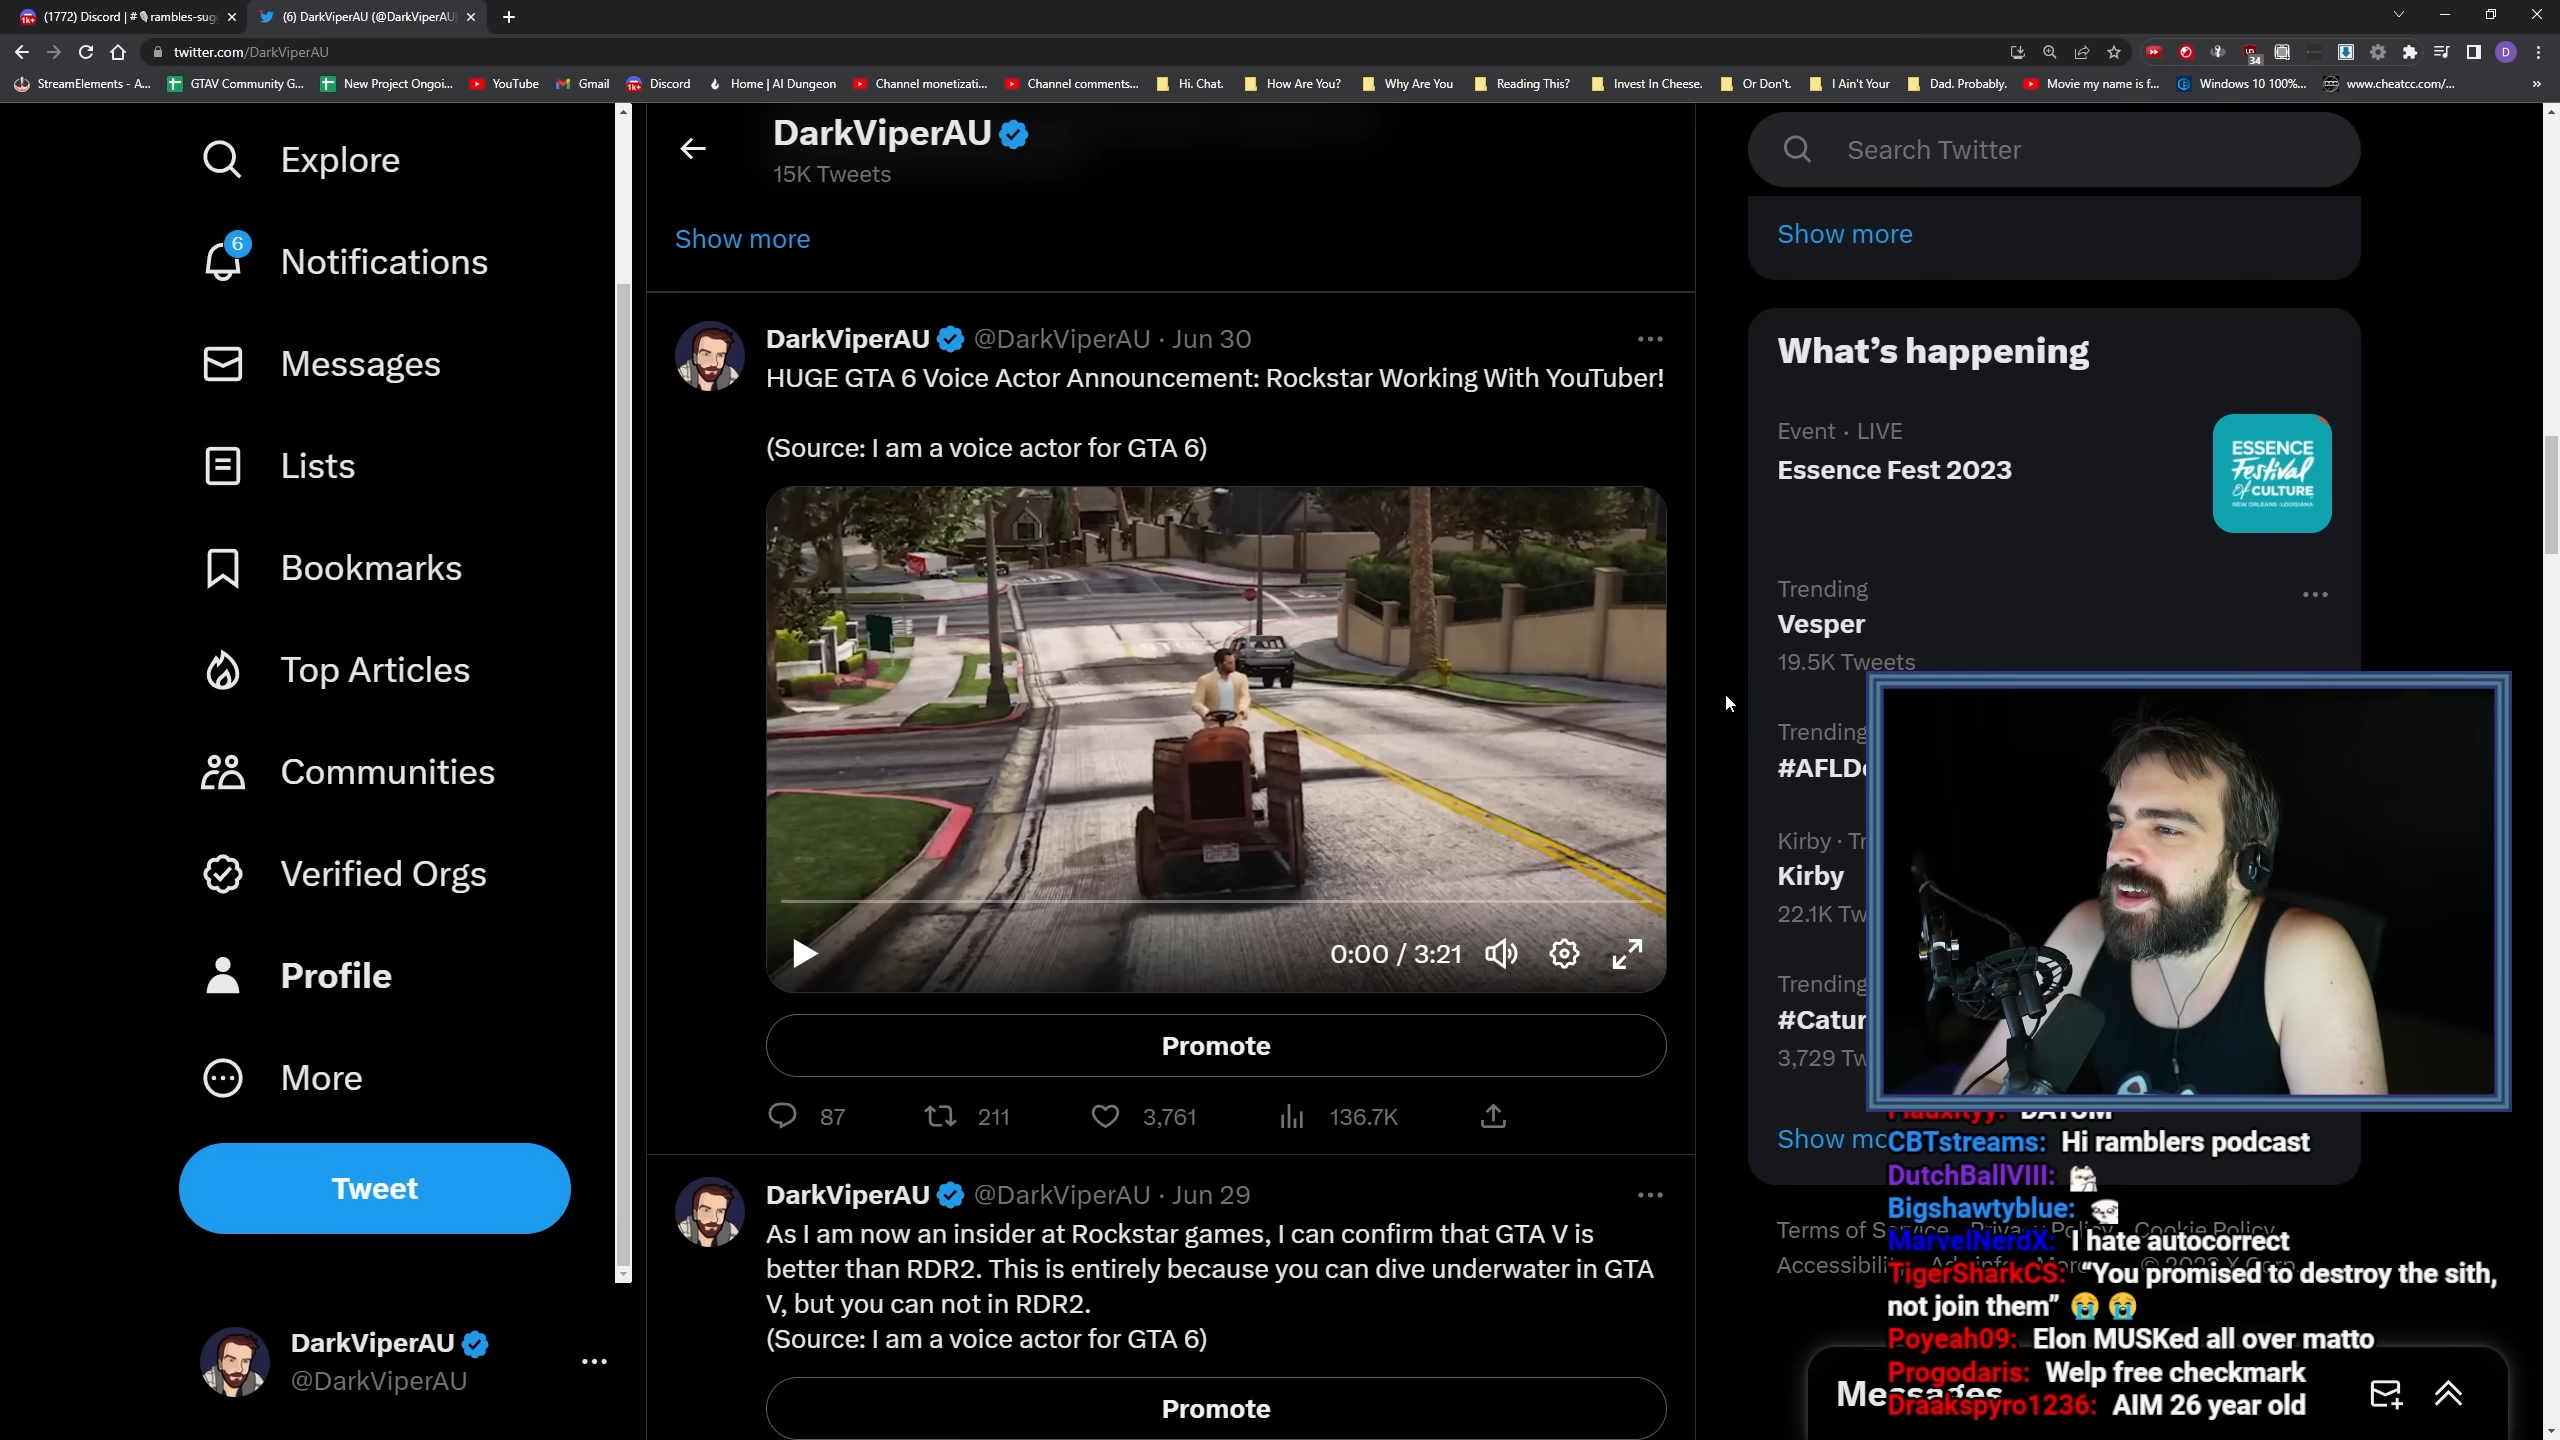 (1772) Discord | #
rambles-sug
(6) DarkViperAU (@DarkViperAU
twitter.com/DarkViperAU
34
D
StreamElements - A...
GTAV Community G...
New Project Ongoi...
YouTube
Gmail
Discord
Home | AI Dungeon
Channel monetizati...
Channel comments...
Hi. Chat.
How Are You?
Why Are You
Reading This?
Invest In Cheese.
Or Don't.
I Ain't Your
Dad. Probably.
Movie my name is f...
Windows 10 100%...
www.cheatcc.com/...
Explore
6
Notifications
Messages
Lists
Bookmarks
Top Articles
Communities
Verified Orgs
Profile
More
Tweet
DarkViperAU
@DarkViperAU
DarkViperAU
15K Tweets
Show more
DarkViperAU @DarkViperAU · Jun 30
HUGE GTA 6 Voice Actor Announcement: Rockstar Working With YouTuber!
(Source: I am a voice actor for GTA 6)
0:00 / 3:21
Promote
87 211 3,761 136.7K
DarkViperAU @DarkViperAU · Jun 29
As I am now an insider at Rockstar games, I can confirm that GTA V is
better than RDR2. This is entirely because you can dive underwater in GTA
V, but you can not in RDR2.
(Source: I am a voice actor for GTA 6)
Promote
Search Twitter
Show more
What's happening
Event · LIVE
Essence Fest 2023
ESSENCE
Festival
Of CULTURE
NEW ORLEANS · LOUISIANA
Trending
Vesper
19.5K Tweets
Trending
#AFLD
Kirby · Tr
Kirby
22.1K Tw
Trending
#Catur
3,729 Tw
Show mo
Terms of Service Privacy Policy Cookie Policy
CBTstreams: Hi ramblers podcast
DutchBallVIII:
Bigshawtyblue:
MarvelNerdX: I hate autocorrect
TigerSharkCS: “You promised to destroy the sith,
not join them”
Poyeah09: Elon MUSKed all over matto
Progodaris: Welp free checkmark
Draakspyro1236: AIM 26 year old
Messages